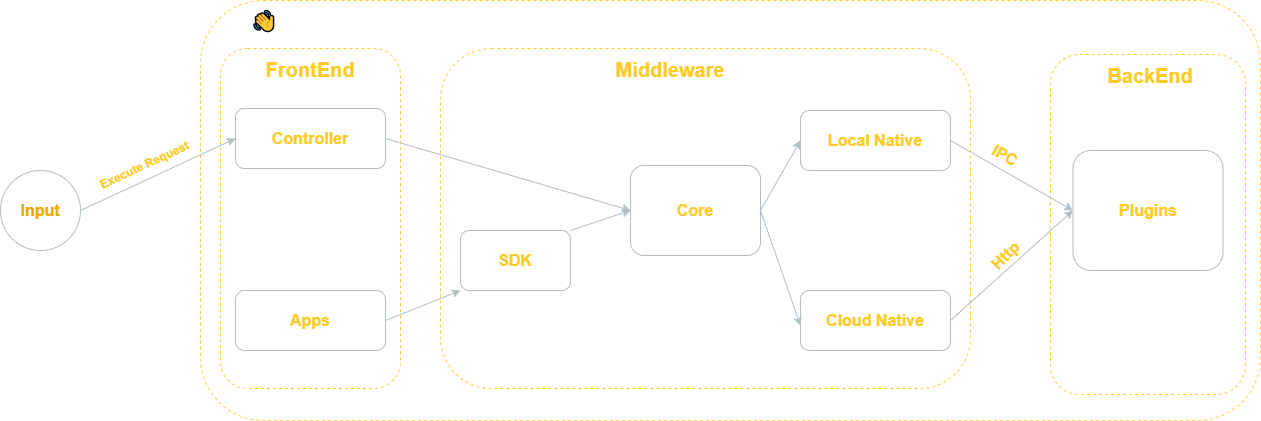 FrontEnd
Middleware
BackEnd
Controller
Local Native
Execute Request
IPC
Input
Core
Plugins
SDK
Http
Apps
Cloud Native